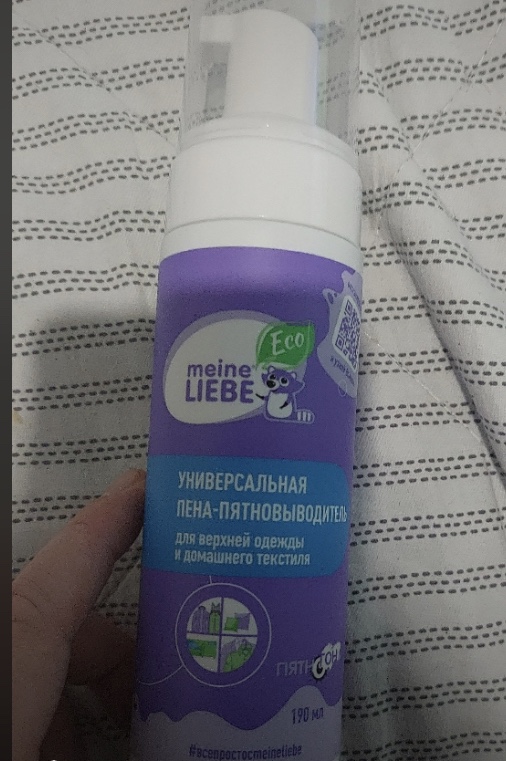 Eco
meine
LIEBE
УНИВЕРСАЛЬНАЯ
ПЕНА-ПЯТНОВЫВОДИТЕЛЬ
для верхней одежды
и домашнего текстиля
190 мл
#всепростосmeineliebe